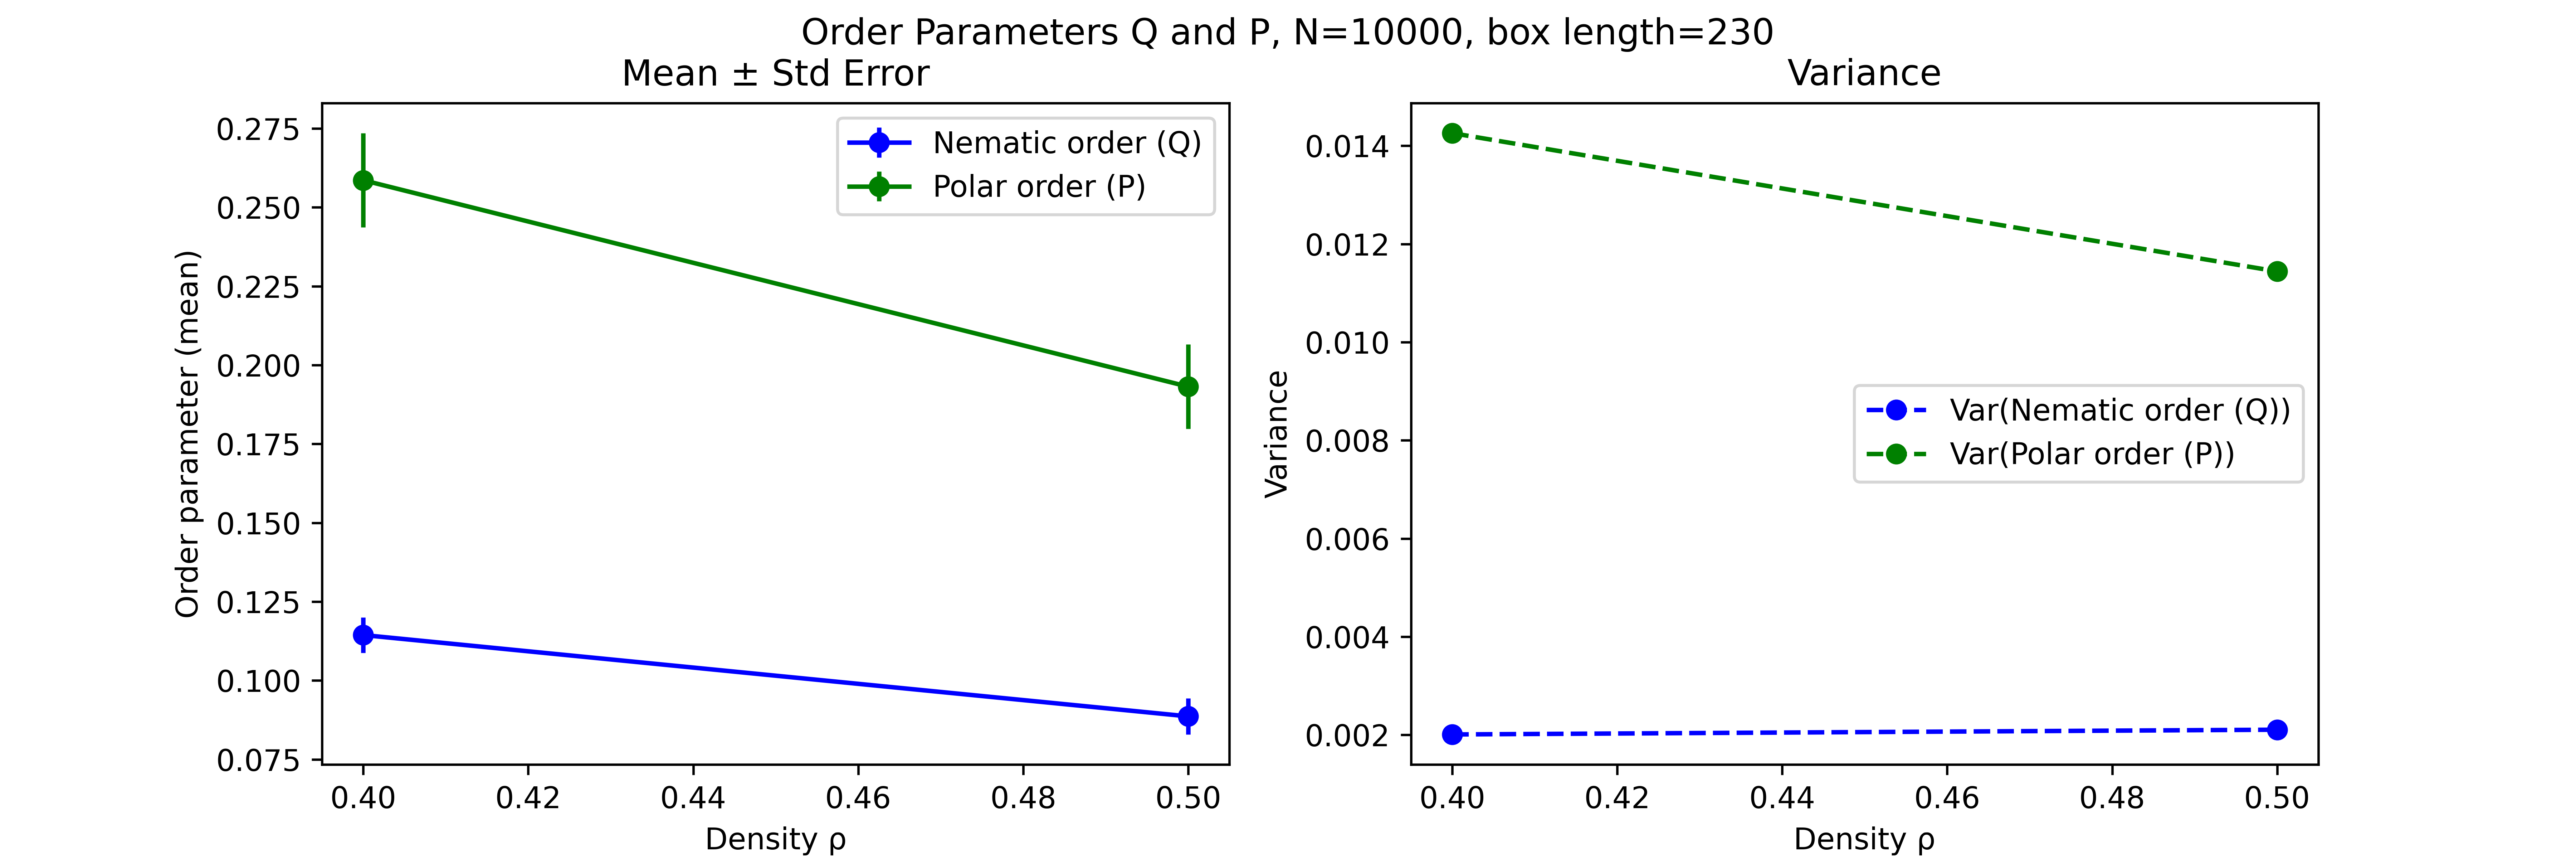 Order Parameters Q and P, N=10000, box length=230
Mean ± Std Error
0.275
0.250
0.225
0.200
0.175
0.150
0.125
0.100
0.075
Order parameter (mean)
Nematic order (Q)
Polar order (P)
0.40 0.42 0.44 0.46 0.48 0.50
Density ρ
Variance
0.014
0.012
0.010
0.008
0.006
0.004
0.002
Variance
Var(Nematic order (Q))
Var(Polar order (P))
0.40 0.42 0.44 0.46 0.48 0.50
Density ρ